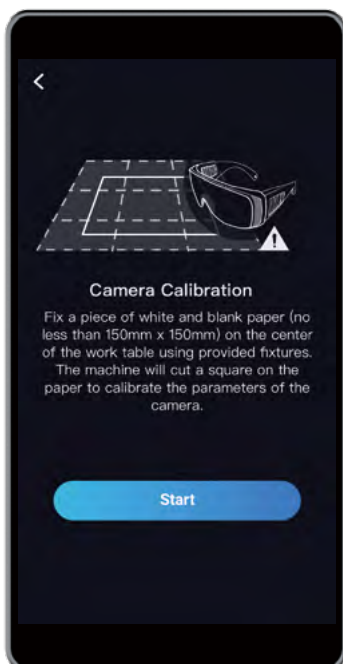 Camera Calibration
Fix a piece of white and blank paper (no
less than 150mm x 150mm) on the center
of the work table using provided fixtures.
The machine will cut a square on the
paper to calibrate the parameters of the
camera.
Start